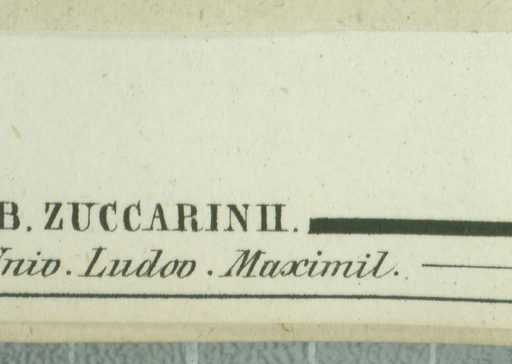 B. ZUCCARINII.
Univ. Ludov. Maximil.